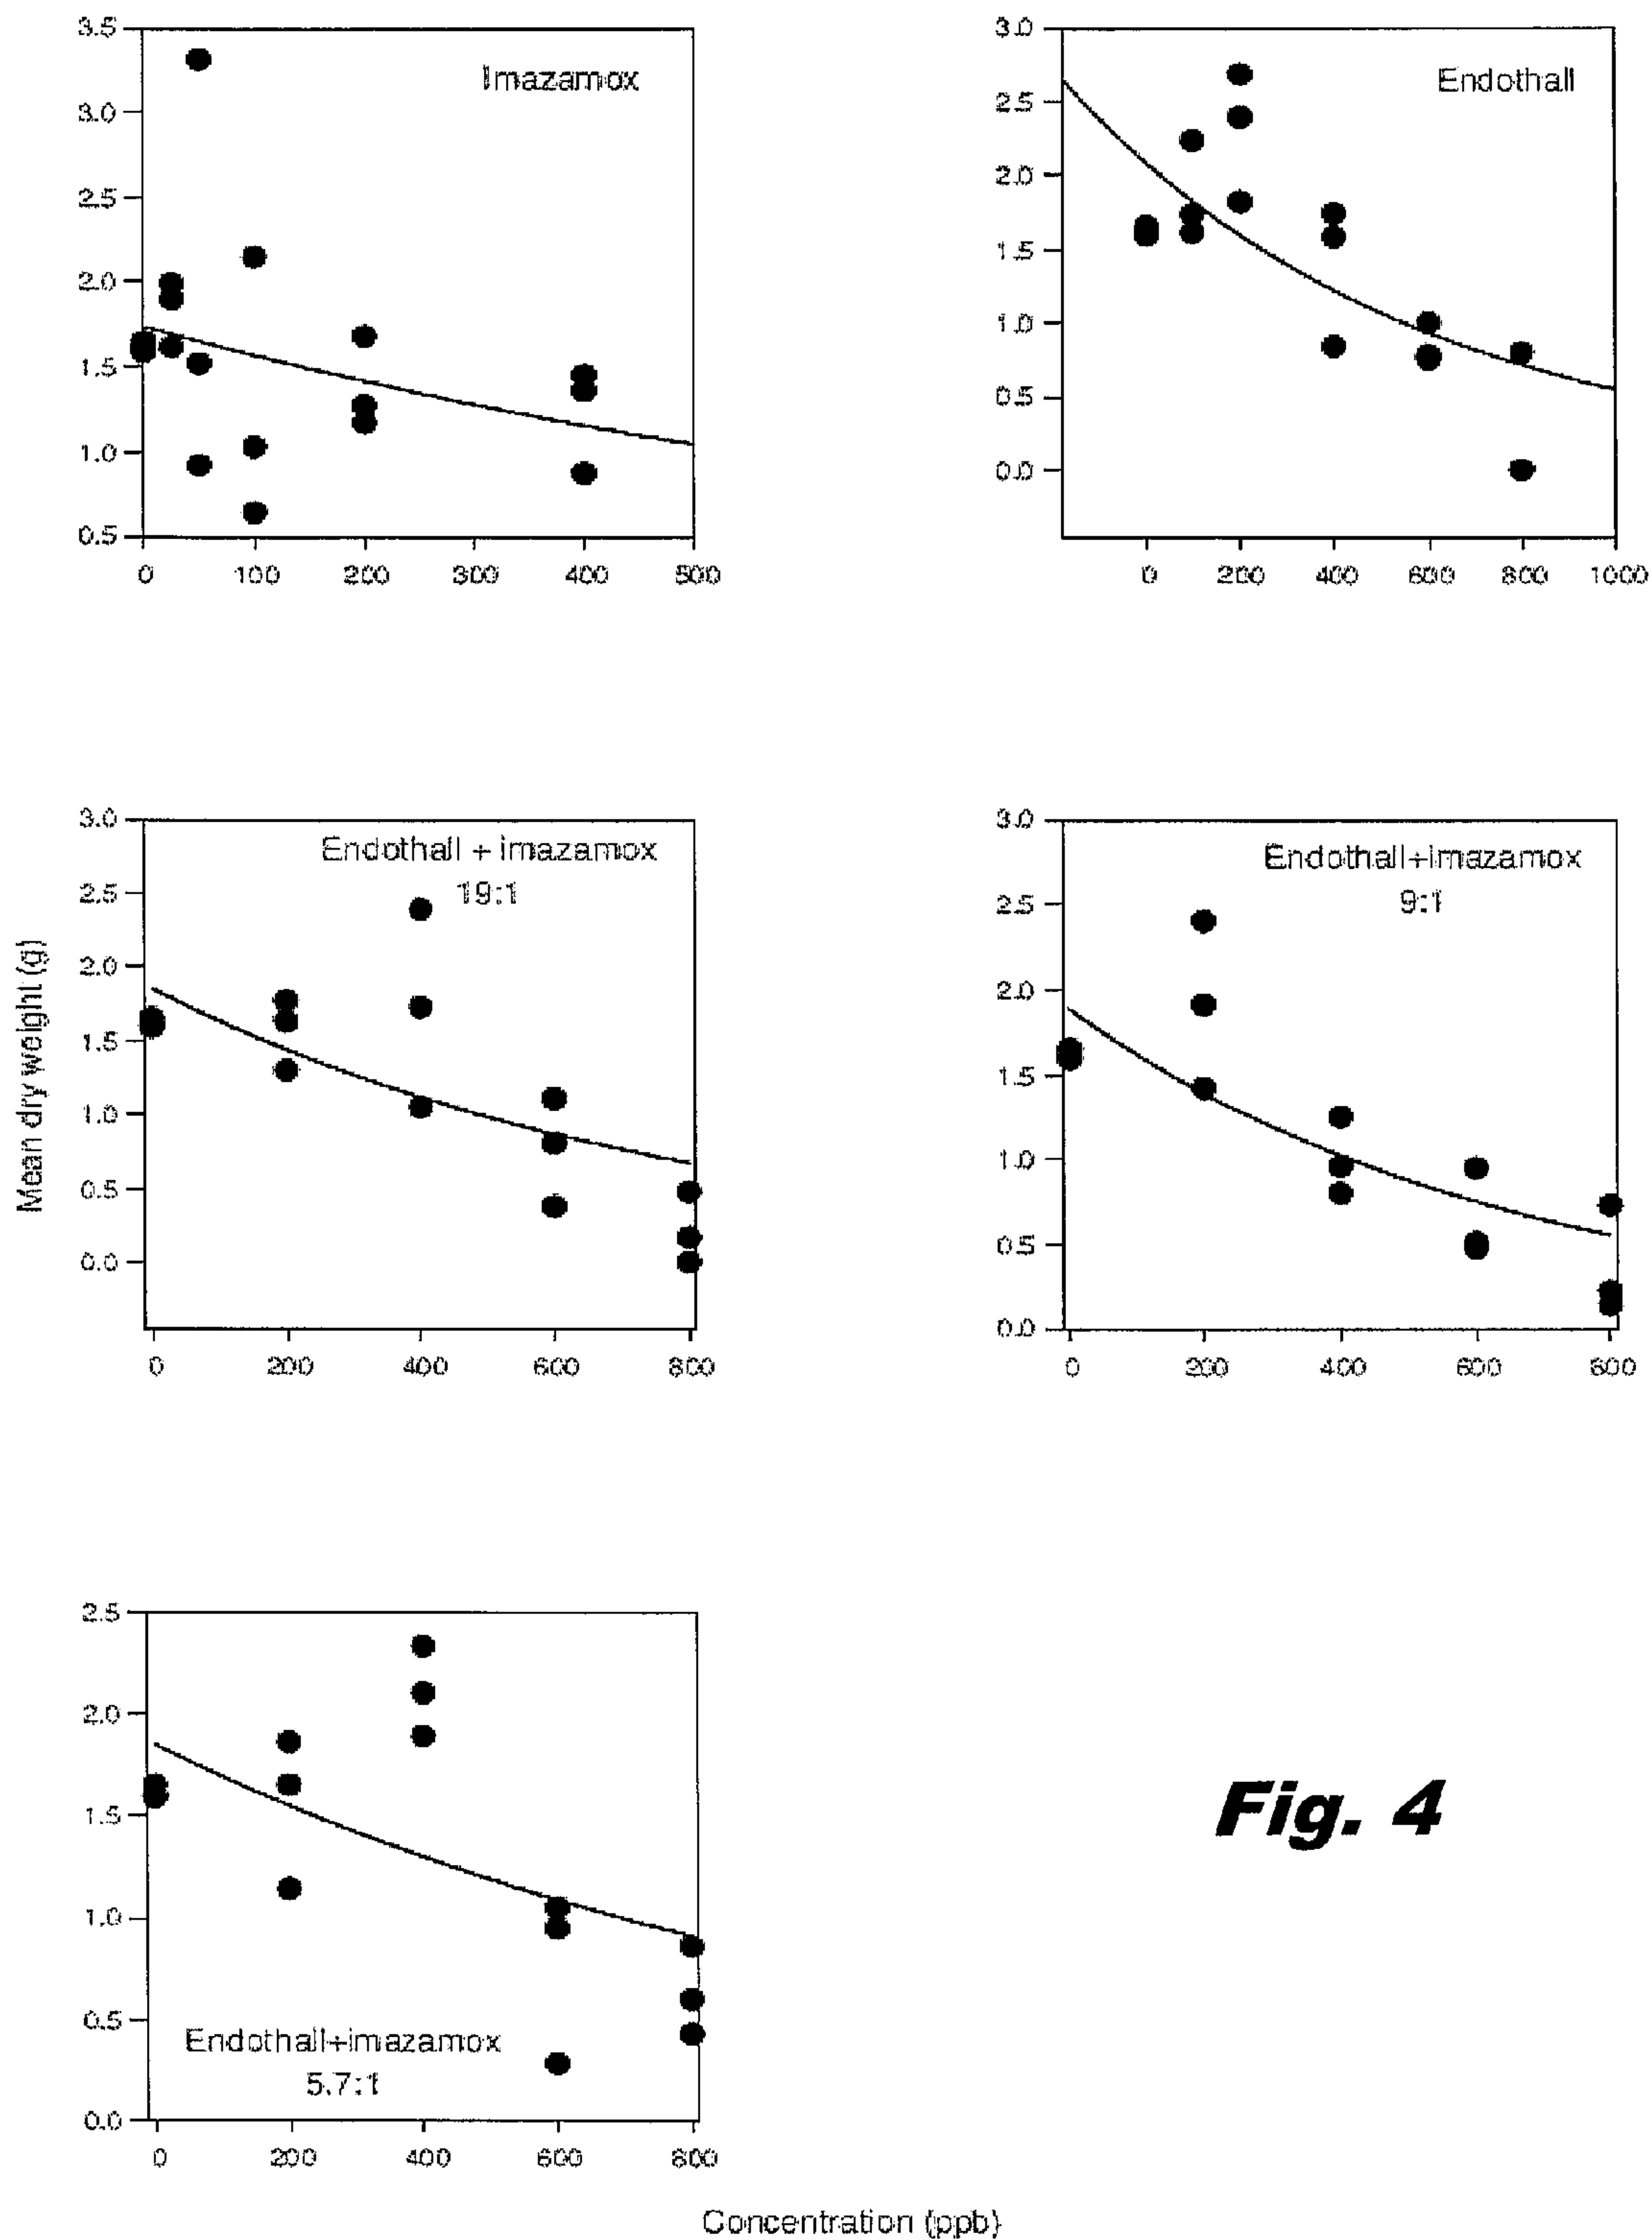 3.5
3.0
2.5
2.0
1.5
1.0
0.5
Imazamox
0 100 200 300 400 500
3.0
2.5
2.0
1.5
1.0
0.5
0.0
Endothall
0 200 400 600 800 1000
Mean dry weight (g)
3.0
2.5
2.0
1.5
1.0
0.5
0.0
Endothall + imazamox
19:1
0 200 400 600 800
3.0
2.5
2.0
1.5
1.0
0.5
0.0
Endothall+imazamox
9:1
0 200 400 600 800
2.5
2.0
1.5
1.0
0.5
0.0
Endothall+imazamox
5.7:1
0 200 400 600 800
Fig. 4
Concentration (ppb)